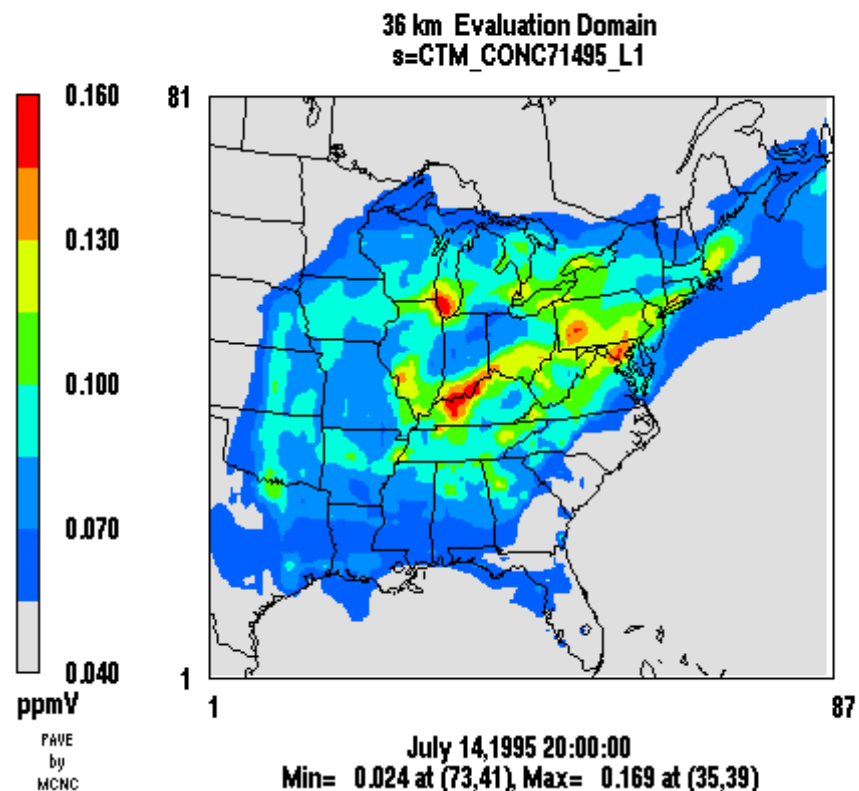 36 km Evaluation Domain
s=CTM_CONC71495_L1
0.160
0.130
0.100
0.070
0.040
ppmV
PAVE
by
MCNC
81
1
1
87
July 14,1995 20:00:00
Min= 0.024 at (73,41), Max= 0.169 at (35,39)